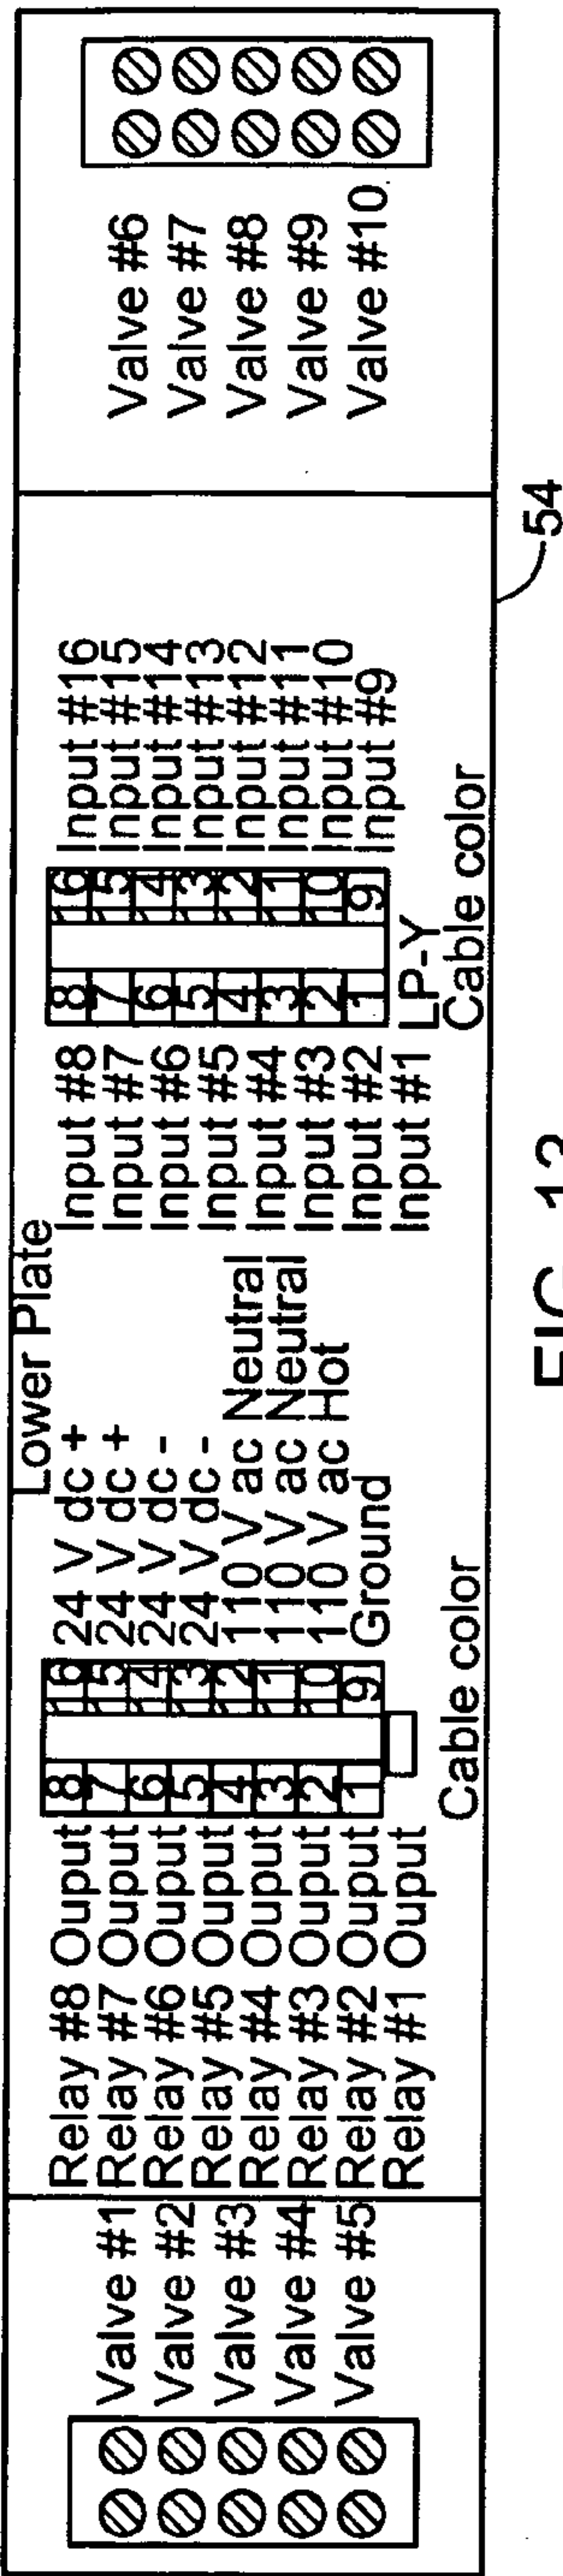 Lower Plate
Valve #1
Valve #2
Valve #3
Valve #4
Valve #5
Relay #8 Ouput
Relay #7 Ouput
Relay #6 Ouput
Relay #5 Ouput
Relay #4 Ouput
Relay #3 Ouput
Relay #2 Ouput
Relay #1 Ouput
8 16
7 15
6 14
5 13
4 12
3 11
2 10
1 9
24 V dc +
24 V dc +
24 V dc -
24 V dc -
110 V ac Neutral
110 V ac Neutral
110 V ac Hot
Ground
Cable color
Input #8
Input #7
Input #6
Input #5
Input #4
Input #3
Input #2
Input #1
8 16
7 15
6 14
5 13
4 12
3 11
2 10
1 9
Input #16
Input #15
Input #14
Input #13
Input #12
Input #11
Input #10
Input #9
LP-Y
Cable color
Valve #6
Valve #7
Valve #8
Valve #9
Valve #10
54
FIG